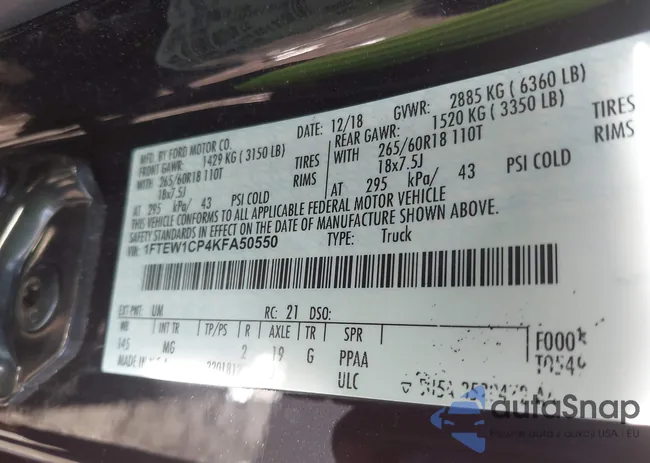 MFD. BY FORD MOTOR CO. DATE: 12/18 GVWR: 2885 KG ( 6360 LB)
FRONT GAWR: 1429 KG ( 3150 LB) REAR GAWR: 1520 KG ( 3350 LB)
WITH 265/60R18 110T TIRES WITH 265/60R18 110T TIRES
18x7.5J RIMS 18x7.5J RIMS
AT 295 kPa/ 43 PSI COLD AT 295 kPa/ 43 PSI COLD
THIS VEHICLE CONFORMS TO ALL APPLICABLE FEDERAL MOTOR VEHICLE
SAFETY STANDARDS IN EFFECT ON THE DATE OF MANUFACTURE SHOWN ABOVE.
VIN: 1FTEW1CP4KFA50550 TYPE: Truck
EXT PNT: UM RC: 21 DSO:
WB INT TR TP/PS R AXLE TR SPR
145 MG 2 19 G PPAA
MADE IN ULC
autoSnap